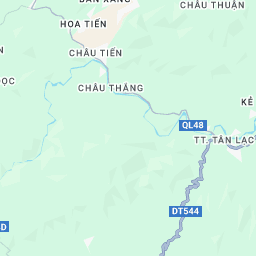 CHÂU THUẬN
HOA TIẾN
CHÂU TIẾN
CHÂU THẮNG
QL48
TT. TÂN LẠC
DT544